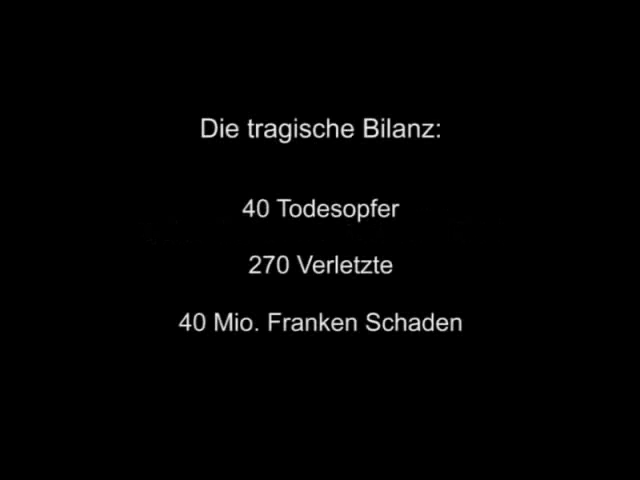 Die tragische Bilanz:
40 Todesopfer
270 Verletzte
40 Mio. Franken Schaden